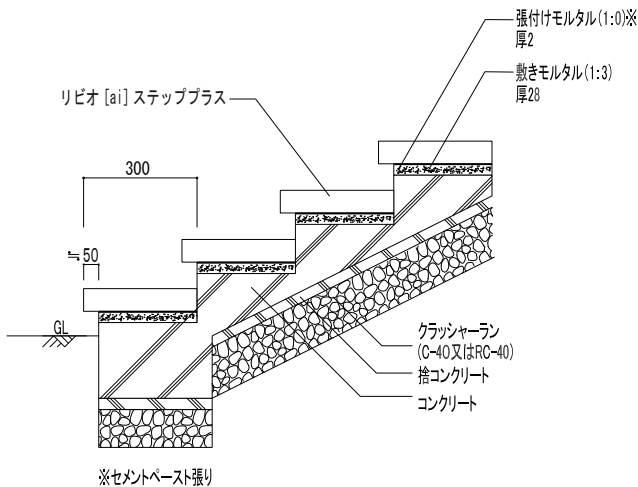 張付けモルタル(1:0)※
厚2
敷きモルタル(1:3)
厚28
リビオ [ai] ステッププラス
300
50
GL
クラッシャーラン
(C-40又はRC-40)
捨コンクリート
コンクリート
※セメントペースト張り